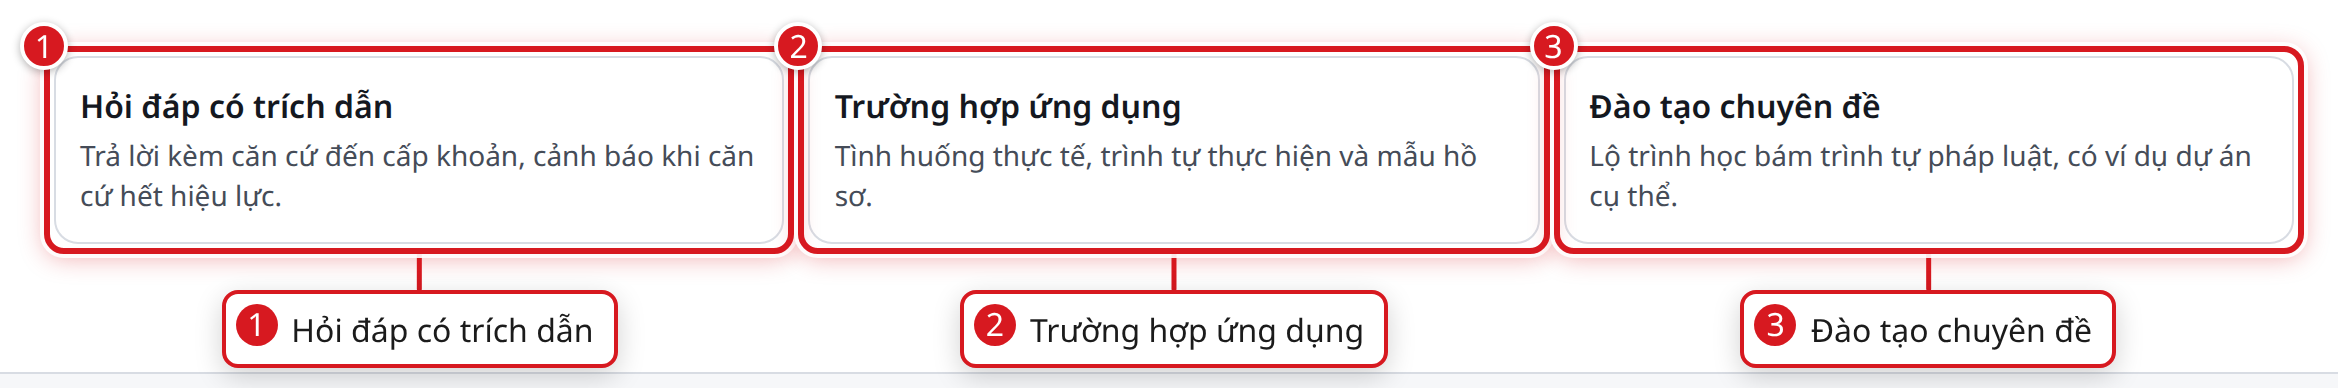 1
Hỏi đáp có trích dẫn
Trả lời kèm căn cứ đến cấp khoản, cảnh báo khi căn
cứ hết hiệu lực.
2
Trường hợp ứng dụng
Tình huống thực tế, trình tự thực hiện và mẫu hồ
sơ.
3
Đào tạo chuyên đề
Lộ trình học bám trình tự pháp luật, có ví dụ dự án
cụ thể.
1 Hỏi đáp có trích dẫn
2 Trường hợp ứng dụng
3 Đào tạo chuyên đề